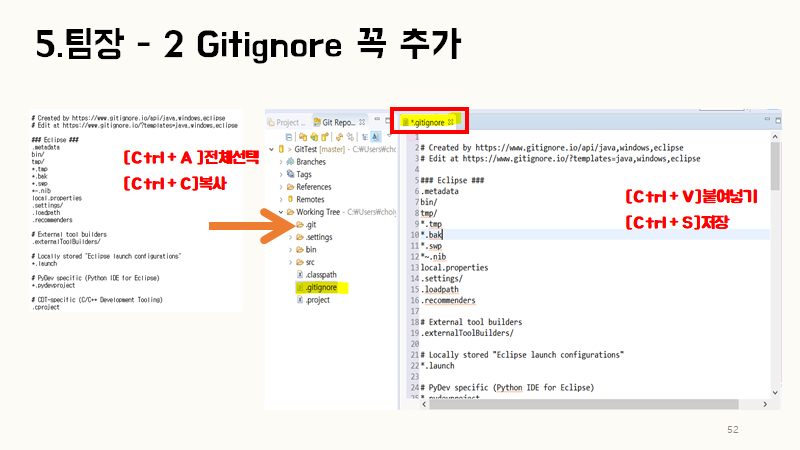 5.팀장 - 2 Gitignore 꼭 추가
# Created by https://www.gitignore.io/api/java,windows,eclipse
# Edit at https://www.gitignore.io/?templates=java,windows,eclipse
### Eclipse ###
.metadata
bin/
tmp/
*.tmp
*.bak
*.swp
*~.nib
local.properties
.settings/
.loadpath
.recommenders
# External tool builders
.externalToolBuilders/
# Locally stored "Eclipse launch configurations"
*.launch
# PyDev specific (Python IDE for Eclipse)
*.pydevproject
# CDT-specific (C/C++ Development Tooling)
.cproject
(Ctrl + A )전체선택
(Ctrl + C)복사
Project ...
Git Repo...
> GitTest [master] - C:₩Users₩cho
Branches
Tags
References
Remotes
Working Tree - C:₩Users₩choi
.git
.settings
bin
src
.classpath
.gitignore
.project
*.gitignore
1
2 # Created by https://www.gitignore.io/api/java,windows,eclipse
3 # Edit at https://www.gitignore.io/?templates=java,windows,eclipse
4
5 ### Eclipse ###
6 .metadata
7 bin/
8 tmp/
9 *.tmp
10 *.bak
11 *.swp
12 *~.nib
13 local.properties
14 .settings/
15 .loadpath
16 .recommenders
17
18 # External tool builders
19 .externalToolBuilders/
20
21 # Locally stored "Eclipse launch configurations"
22 *.launch
23
24 # PyDev specific (Python IDE for Eclipse)
25 *.pydevproject
(Ctrl + V)붙여넣기
(Ctrl + S)저장
52